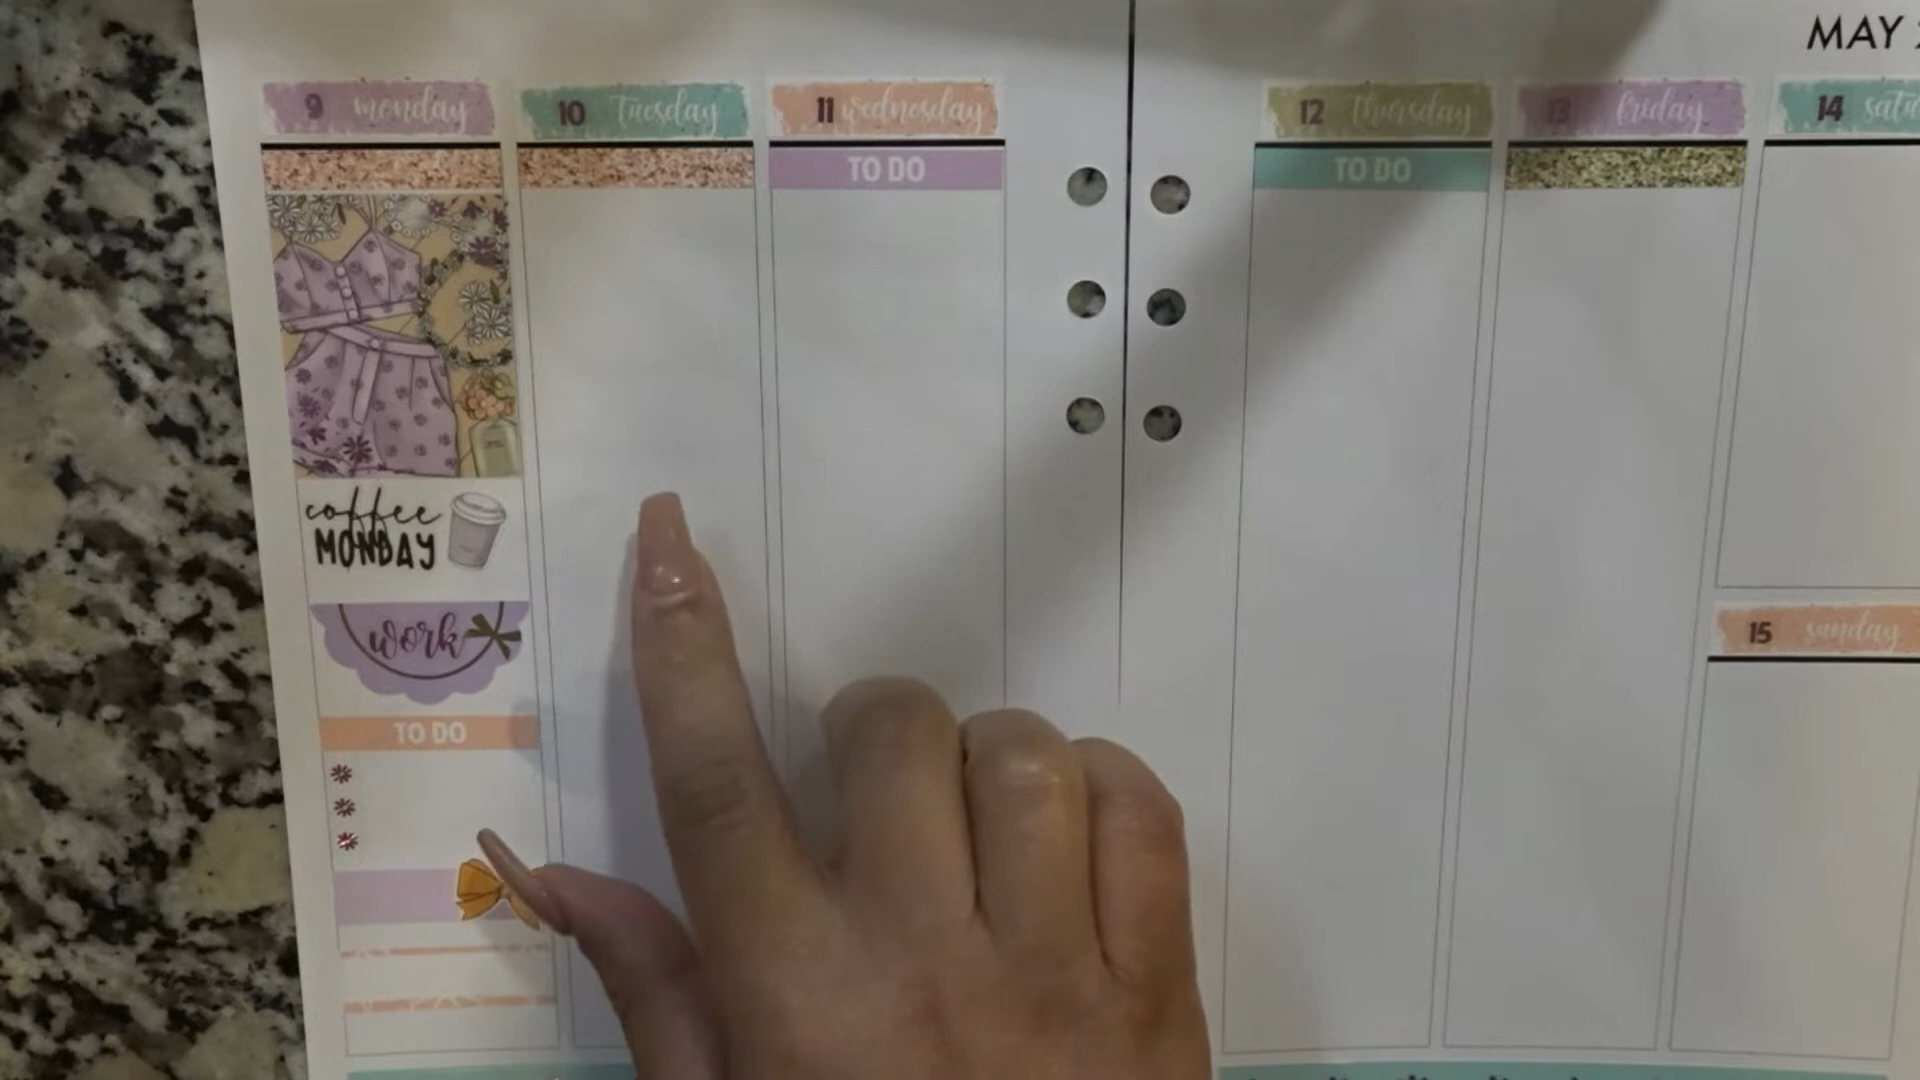 MAY
9 monday
10 tuesday
11 wednesday
12 thursday
13 friday
14
TO DO
TO DO
coffee
MONDAY
work
15 sunday
TO DO